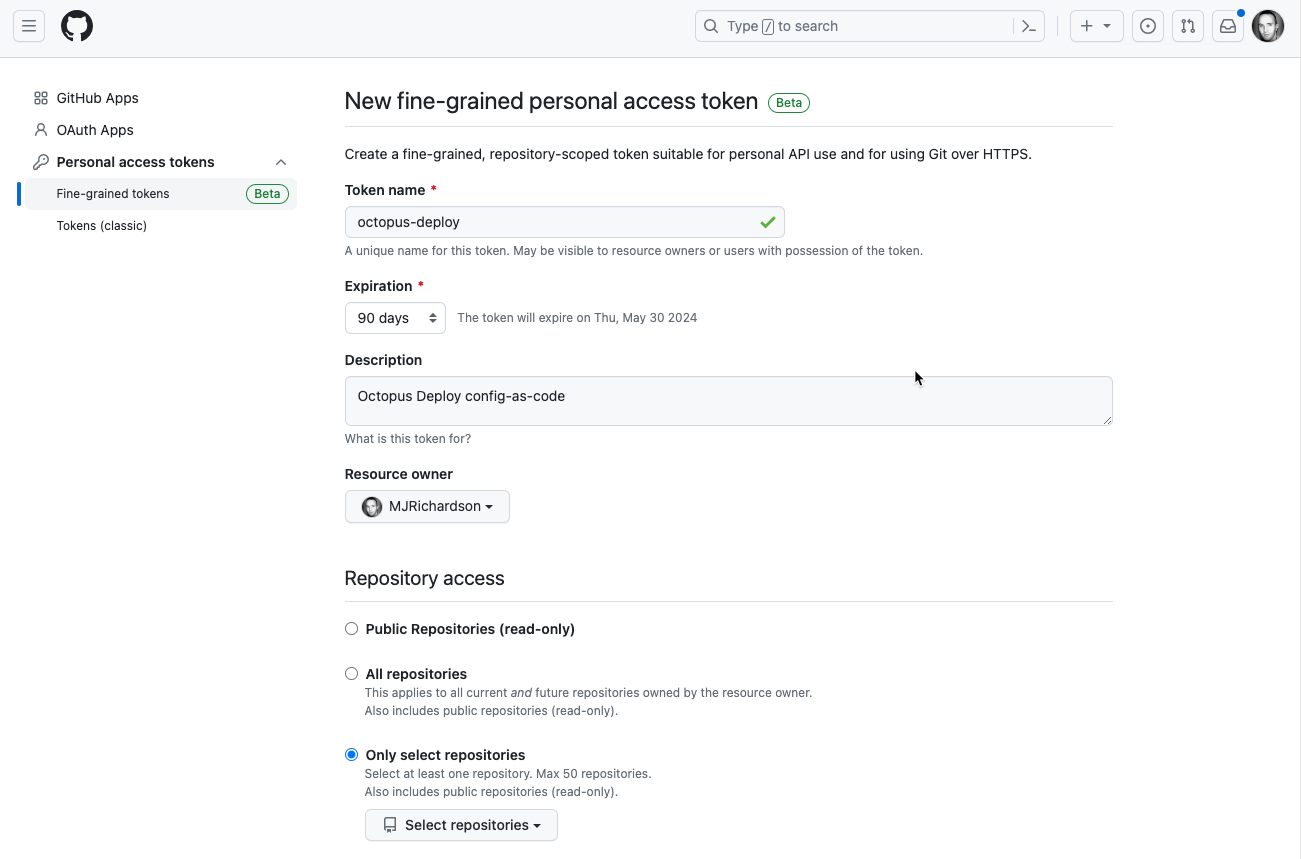 Type / to search
GitHub Apps
OAuth Apps
Personal access tokens
Fine-grained tokens Beta
Tokens (classic)
New fine-grained personal access token Beta
Create a fine-grained, repository-scoped token suitable for personal API use and for using Git over HTTPS.
Token name *
octopus-deploy
A unique name for this token. May be visible to resource owners or users with possession of the token.
Expiration *
90 days The token will expire on Thu, May 30 2024
Description
Octopus Deploy config-as-code
What is this token for?
Resource owner
MJRichardson
Repository access
Public Repositories (read-only)
All repositories
This applies to all current and future repositories owned by the resource owner.
Also includes public repositories (read-only).
Only select repositories
Select at least one repository. Max 50 repositories.
Also includes public repositories (read-only).
Select repositories